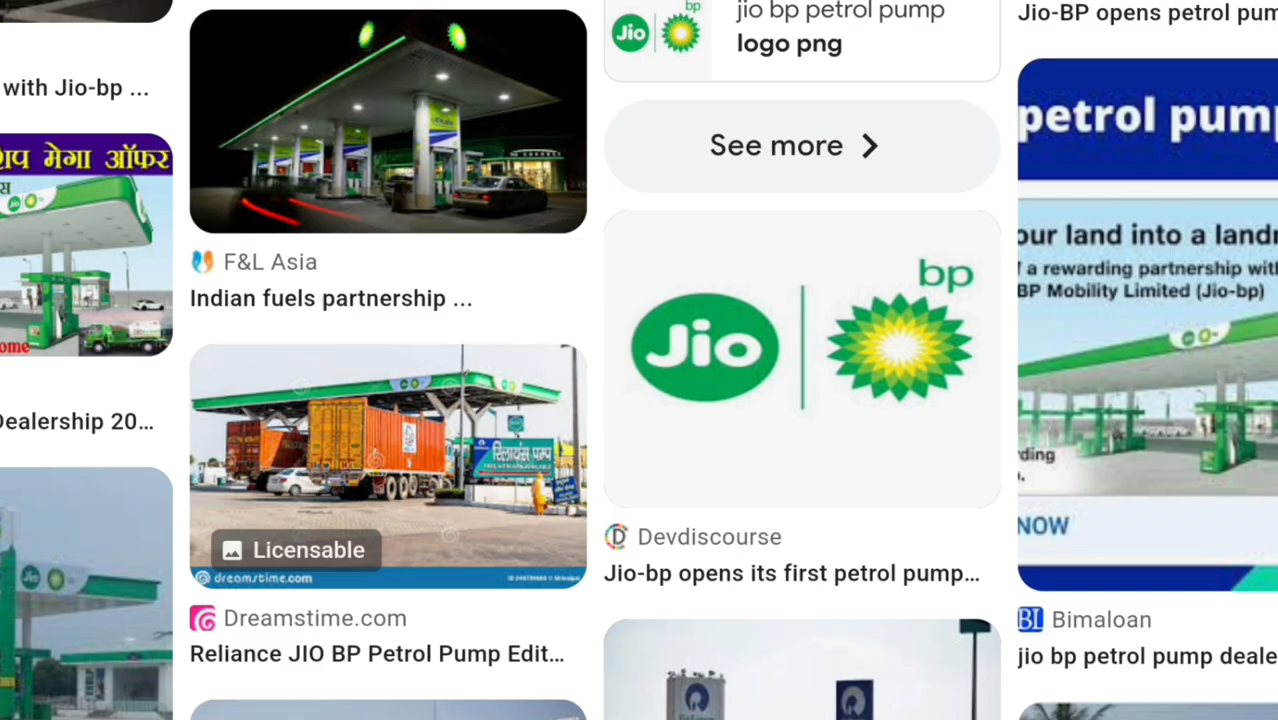 with Jio-bp ...
मेगा ऑफर
Dealership 20...
F&L Asia
Indian fuels partnership ...
रिलायंस पम्प
Licensable
dreamstime.com
Dreamstime.com
Reliance JIO BP Petrol Pump Edit...
Jio
bp
jio bp petrol pump
logo png
See more
bp
Jio
Devdiscourse
Jio-bp opens its first petrol pump...
Jio-BP opens petrol pum
petrol pum
our land into a land
f a rewarding partnership wit
BP Mobility Limited (Jio-bp)
NOW
BL Bimaloan
jio bp petrol pump deale